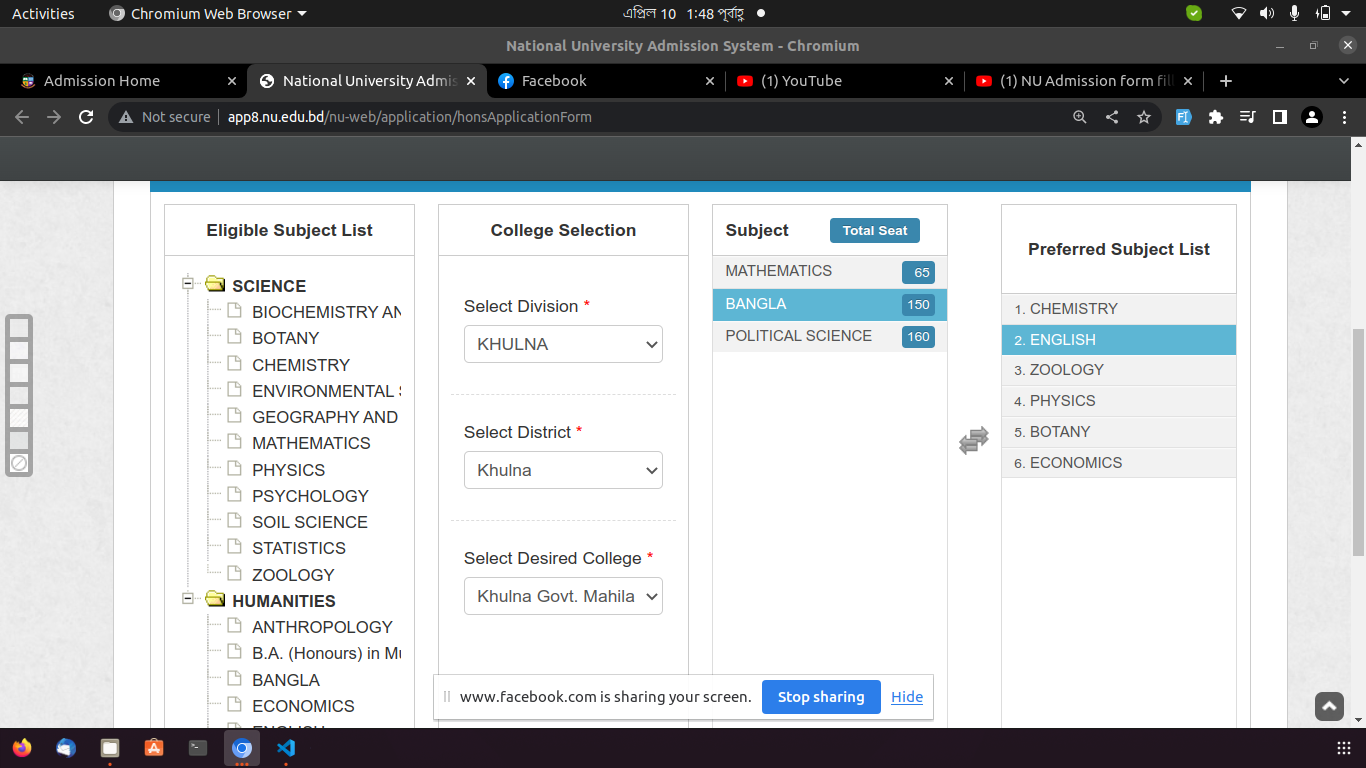 Activities
Chromium Web Browser
এপ্রিল 10 1:48 পূর্বাহ্ণ
National University Admission System - Chromium
Admission Home
National University Admis
Facebook
(1) YouTube
(1) NU Admission form fil
Not secure
app8.nu.edu.bd/nu-web/application/honsApplicationForm
Eligible Subject List
SCIENCE
BIOCHEMISTRY AN
BOTANY
CHEMISTRY
ENVIRONMENTAL
GEOGRAPHY AND
MATHEMATICS
PHYSICS
PSYCHOLOGY
SOIL SCIENCE
STATISTICS
ZOOLOGY
HUMANITIES
ANTHROPOLOGY
B.A. (Honours) in Mu
BANGLA
ECONOMICS
ENGLISH
College Selection
Select Division *
KHULNA
Select District *
Khulna
Select Desired College *
Khulna Govt. Mahila
Subject Total Seat
MATHEMATICS 65
BANGLA 150
POLITICAL SCIENCE 160
Preferred Subject List
1. CHEMISTRY
2. ENGLISH
3. ZOOLOGY
4. PHYSICS
5. BOTANY
6. ECONOMICS
www.facebook.com is sharing your screen. Stop sharing Hide